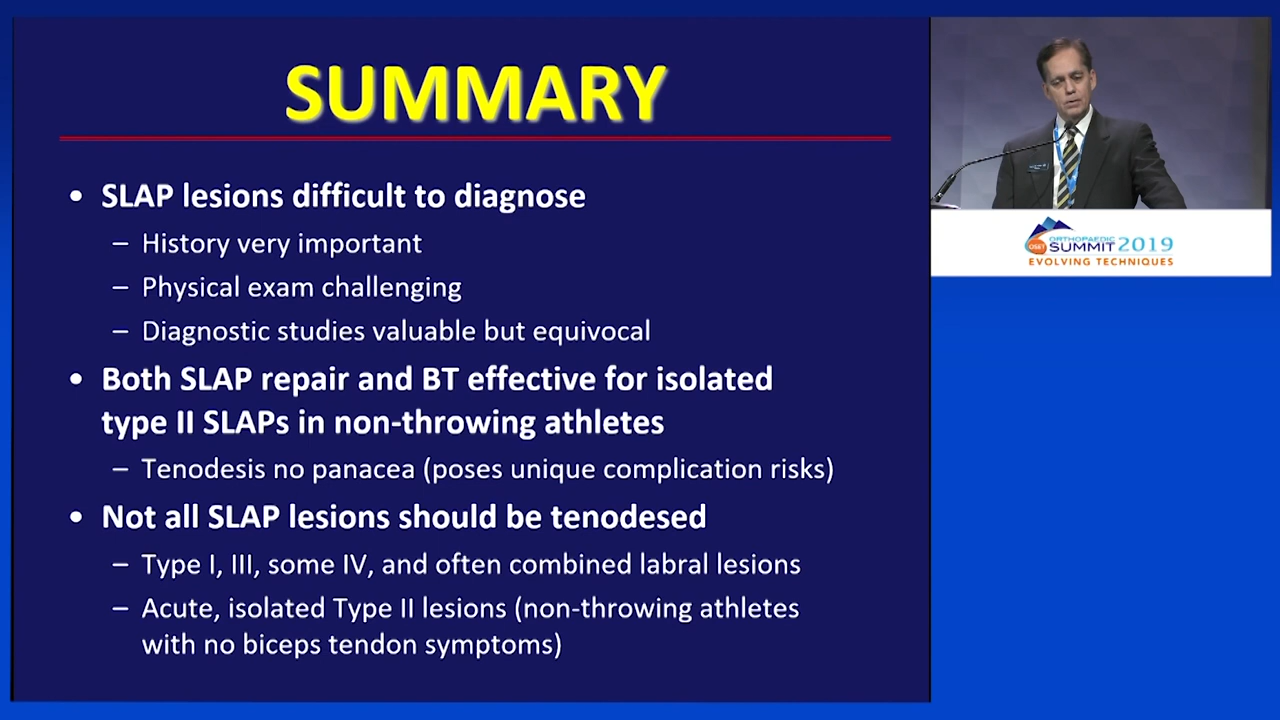 SUMMARY
• SLAP lesions difficult to diagnose
– History very important
– Physical exam challenging
– Diagnostic studies valuable but equivocal
• Both SLAP repair and BT effective for isolated
type II SLAPs in non-throwing athletes
– Tenodesis no panacea (poses unique complication risks)
• Not all SLAP lesions should be tenodesed
– Type I, III, some IV, and often combined labral lesions
– Acute, isolated Type II lesions (non-throwing athletes
with no biceps tendon symptoms)
OSET
ORTHOPAEDIC
SUMMIT 2019
EVOLVING TECHNIQUES